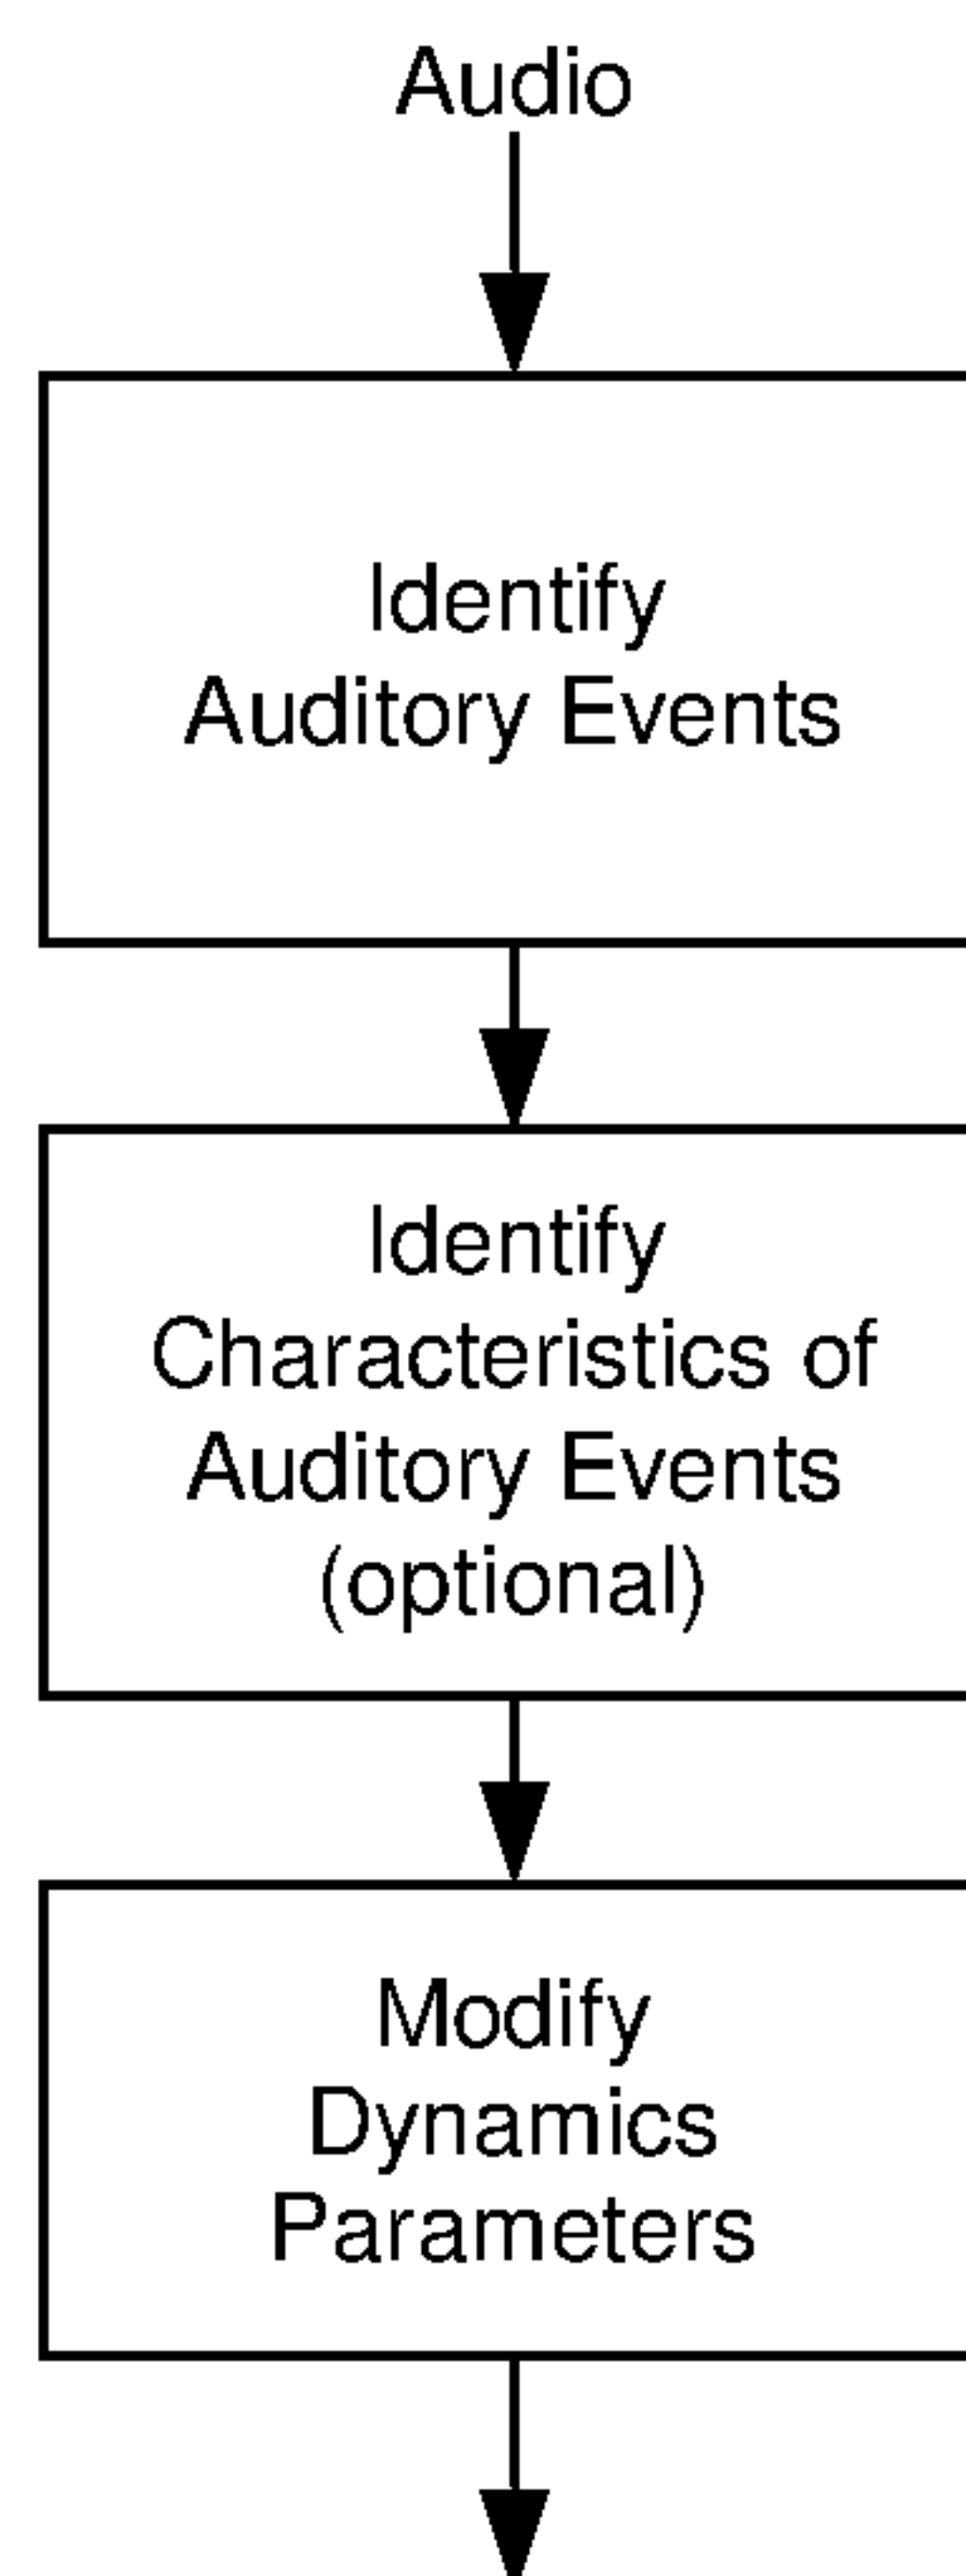 Audio
Identify
Auditory Events
Identify
Characteristics of
Auditory Events
(optional)
Modify
Dynamics
Parameters